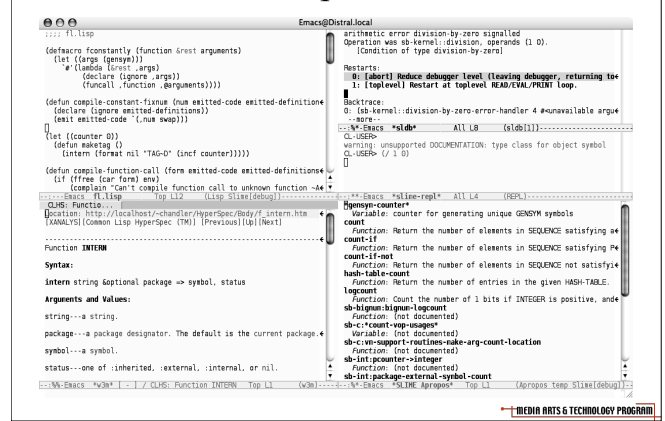 Emacs@Distral.local
;;;; fl.lisp
(defmacro fconstantly (function &rest arguments)
(let ((args (gensym)))
`#'(lambda (&rest ,args)
(declare (ignore ,args))
(funcall ,function ,@arguments))))
(defun compile-constant-fixnum (num emitted-code emitted-definition
(declare (ignore emitted-definitions))
(emit emitted-code `(,num swap)))
(let ((counter 0))
(defun maketag ()
(intern (format nil "TAG~D" (incf counter)))))
(defun compile-function-call (form emitted-code emitted-definitions
(if (ffree (car form) env)
(complain "Can't compile function call to unknown function ~A
--:---Emacs fl.lisp Top L12 (Lisp Slime[debug])
arithmetic error division-by-zero signalled
Operation was sb-kernel::division, operands (1 0).
[Condition of type division-by-zero]
Restarts:
0: [abort] Reduce debugger level (leaving debugger, returning to
1: [toplevel] Restart at toplevel READ/EVAL/PRINT loop.
Backtrace:
0: (sb-kernel::division-by-zero-error-handler 4 #<unavailable argu
--more--
--:%*-Emacs *sldb* All L8 (sldb[1])
CL-USER>
warning: unsupported DOCUMENTATION: type class for object symbol
CL-USER> (/ 1 0)
--:**-Emacs *slime-repl* All L4 (REPL)
CLHS: Functio...
Location: http://localhost/~chandler/HyperSpec/Body/f_intern.htm
[XANALYS][Common Lisp HyperSpec (TM)] [Previous][Up][Next]
Function INTERN
Syntax:
intern string &optional package => symbol, status
Arguments and Values:
string---a string.
package---a package designator. The default is the current package.
symbol---a symbol.
status---one of :inherited, :external, :internal, or nil.
--:%%-Emacs *w3m* [ - ] / CLHS: Function INTERN Top L1 (w3m)
*gensym-counter*
Variable: counter for generating unique GENSYM symbols
count
Function: Return the number of elements in SEQUENCE satisfying a
count-if
Function: Return the number of elements in SEQUENCE satisfying P
count-if-not
Function: Return the number of elements in SEQUENCE not satisfyi
hash-table-count
Function: Return the number of entries in the given HASH-TABLE.
logcount
Function: Count the number of 1 bits if INTEGER is positive, and
sb-bignum:bignum-logcount
Function: (not documented)
sb-c:*count-vop-usages*
Variable: (not documented)
sb-c:vn-support-routines-make-arg-count-location
Function: (not documented)
sb-int:pcounter->integer
Function: (not documented)
sb-int:package-external-symbol-count
--:%*-Emacs *SLIME Apropos* Top L1 (Apropos temp Slime[debug])
MEDIA ARTS & TECHNOLOGY PROGRAM